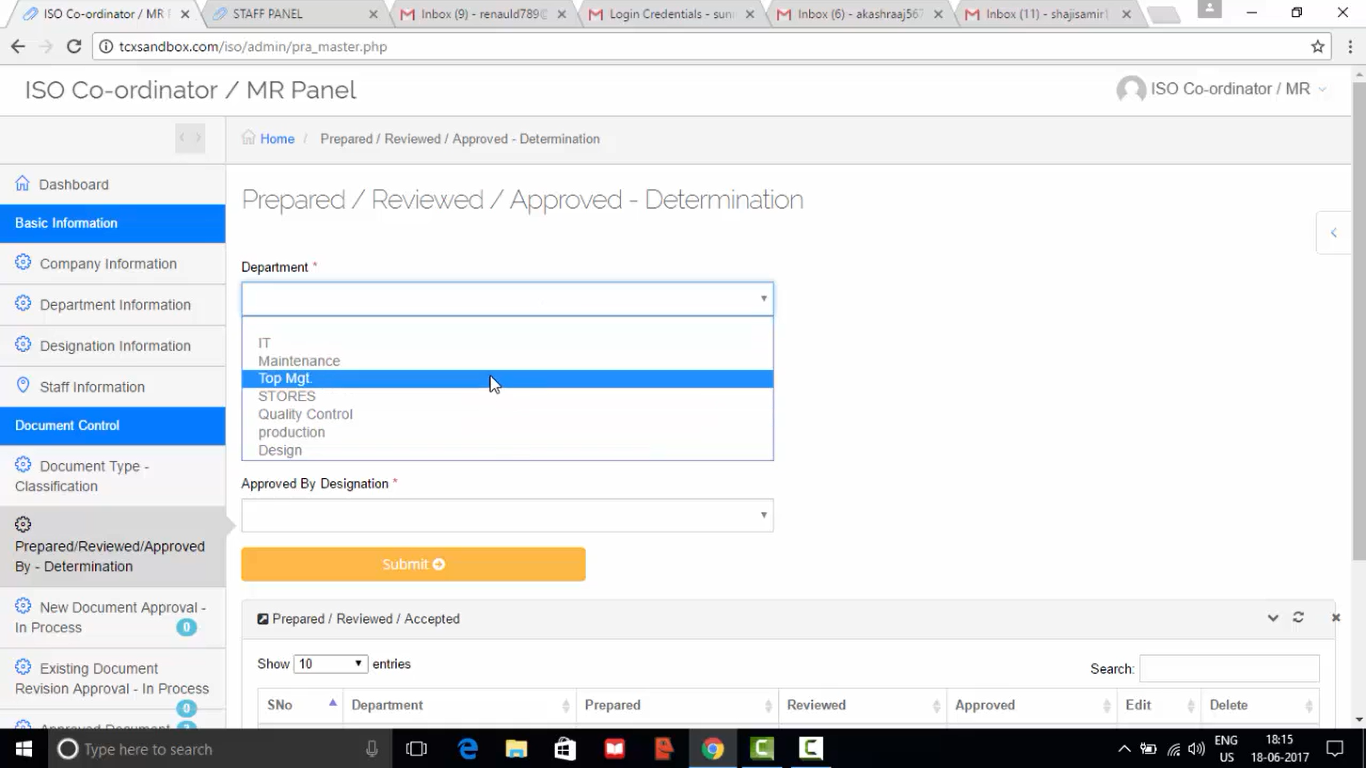 ISO Co-ordinator / MR P
STAFF PANEL
Inbox (9) - renauld789@
Login Credentials - sun
Inbox (6) - akashraaj567
Inbox (11) - shajisamir1
tcxsandbox.com/iso/admin/pra_master.php
ISO Co-ordinator / MR Panel
ISO Co-ordinator / MR
Home / Prepared / Reviewed / Approved - Determination
Dashboard
Basic Information
Company Information
Department Information
Designation Information
Staff Information
Document Control
Document Type -
Classification
Prepared/Reviewed/Approved
By - Determination
New Document Approval -
In Process 0
Existing Document
Revision Approval - In Process
0
Approved Document
Prepared / Reviewed / Approved - Determination
Department *
IT
Maintenance
Top Mgt.
STORES
Quality Control
production
Design
Approved By Designation *
Submit
Prepared / Reviewed / Accepted
Show 10 entries
Search:
SNo Department Prepared Reviewed Approved Edit Delete
Type here to search
ENG
US
18:15
18-06-2017